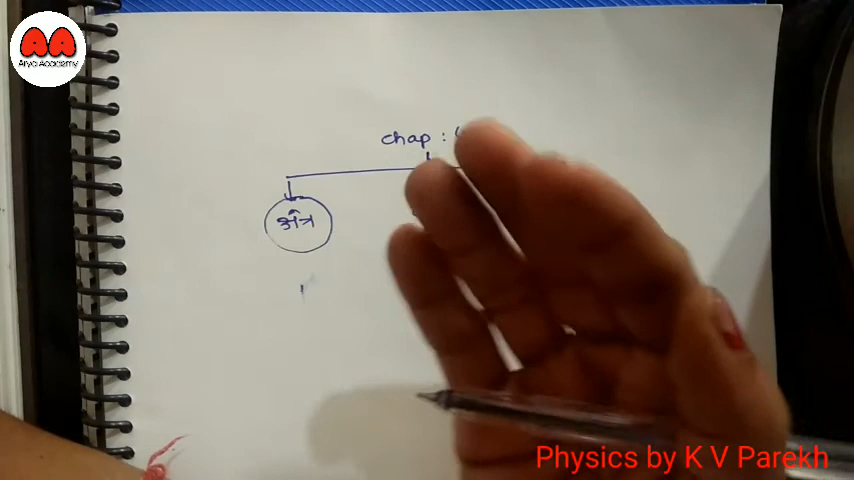 Arya Academy
chap :
ક્ષેત્ર
Physics by K V Parekh